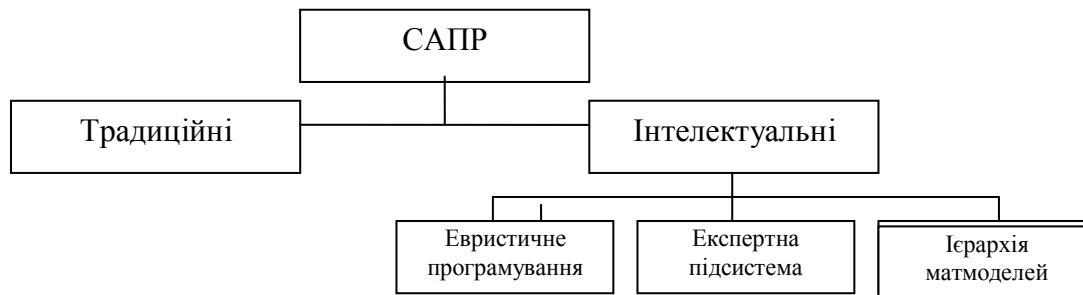 САПР
Традиційні
Інтелектуальні
Евристичне
програмування
Експертна
підсистема
Ієрархія
матмоделей